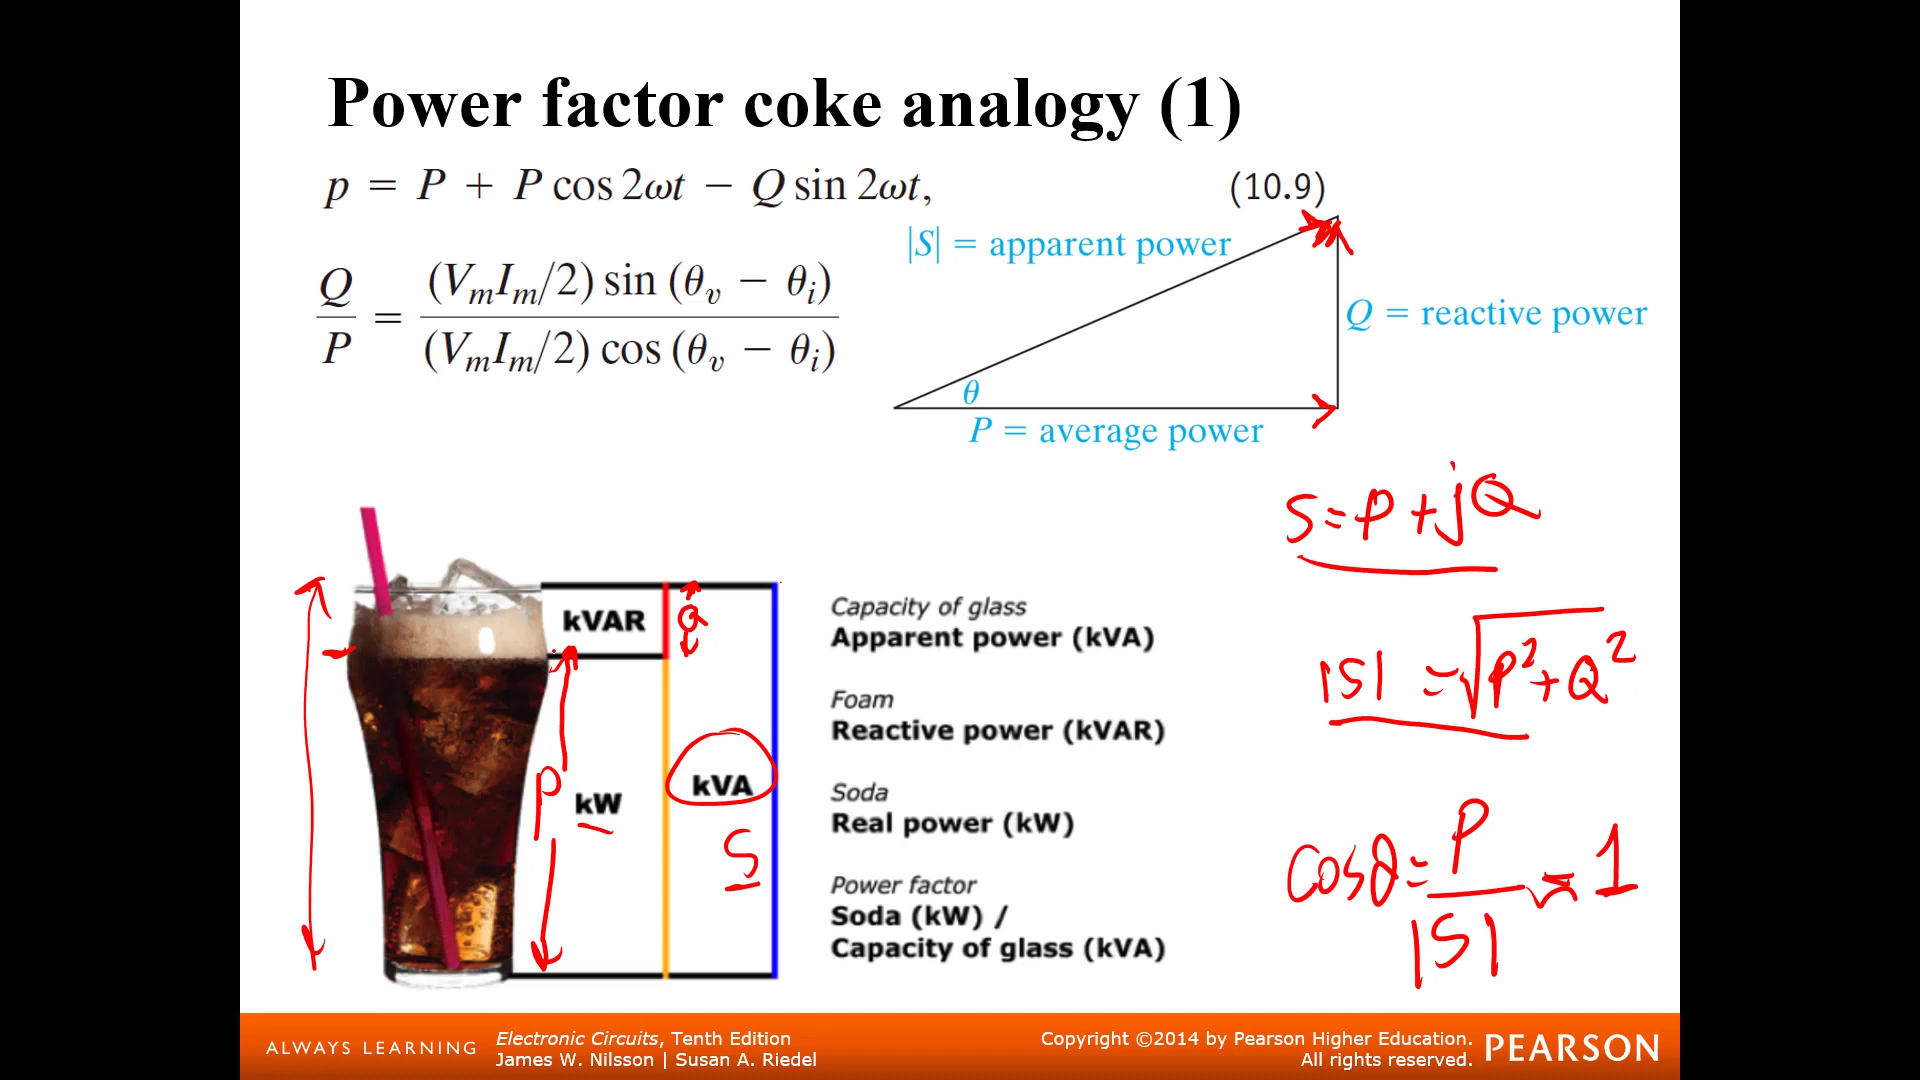 Power factor coke analogy (1)
p = P + P cos 2ωt − Q sin 2ωt,
(10.9)
Q/P = (VₘIₘ/2) sin (θᵥ − θᵢ) / (VₘIₘ/2) cos (θᵥ − θᵢ)
|S| = apparent power
Q = reactive power
θ
P = average power
S = P + jQ
|S| = √P² + Q²
cosθ = P/|S| = 1
kVAR
Q
P
kW
kVA
S
Capacity of glass
Apparent power (kVA)
Foam
Reactive power (kVAR)
Soda
Real power (kW)
Power factor
Soda (kW) /
Capacity of glass (kVA)
ALWAYS LEARNING
Electronic Circuits, Tenth Edition
James W. Nilsson | Susan A. Riedel
Copyright ©2014 by Pearson Higher Education.
All rights reserved.
PEARSON